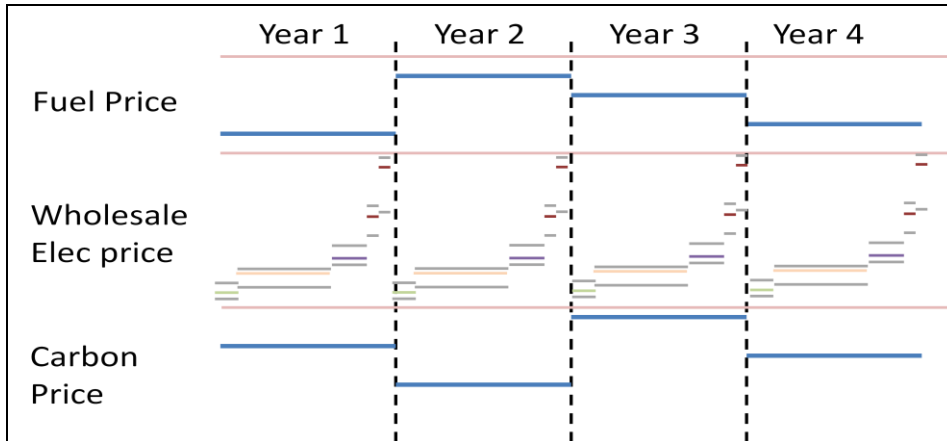 Year 1 Year 2 Year 3 Year 4
Fuel Price
Wholesale
Elec price
Carbon
Price